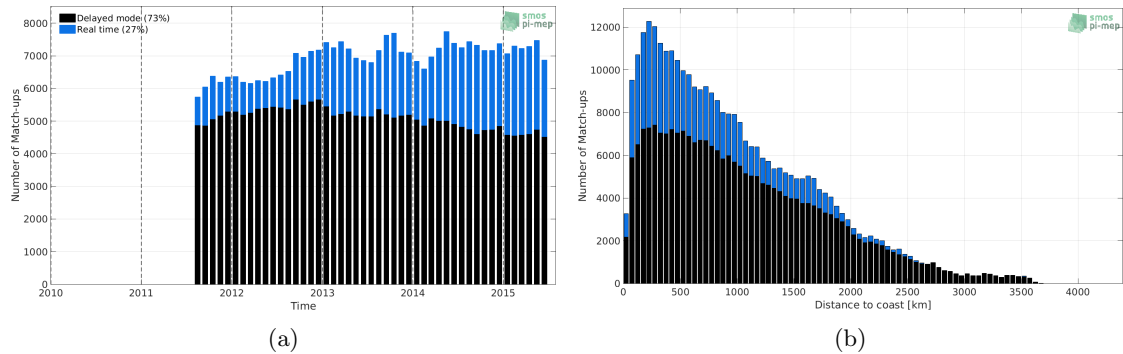 Delayed mode (73%)
Real time (27%)
smos
pi-mep
Number of Match-ups
8000
7000
6000
5000
4000
3000
2000
1000
0
2010 2011 2012 2013 2014 2015
Time
(a)
smos
pi-mep
Number of Match-ups
12000
10000
8000
6000
4000
2000
0
0 500 1000 1500 2000 2500 3000 3500 4000
Distance to coast [km]
(b)